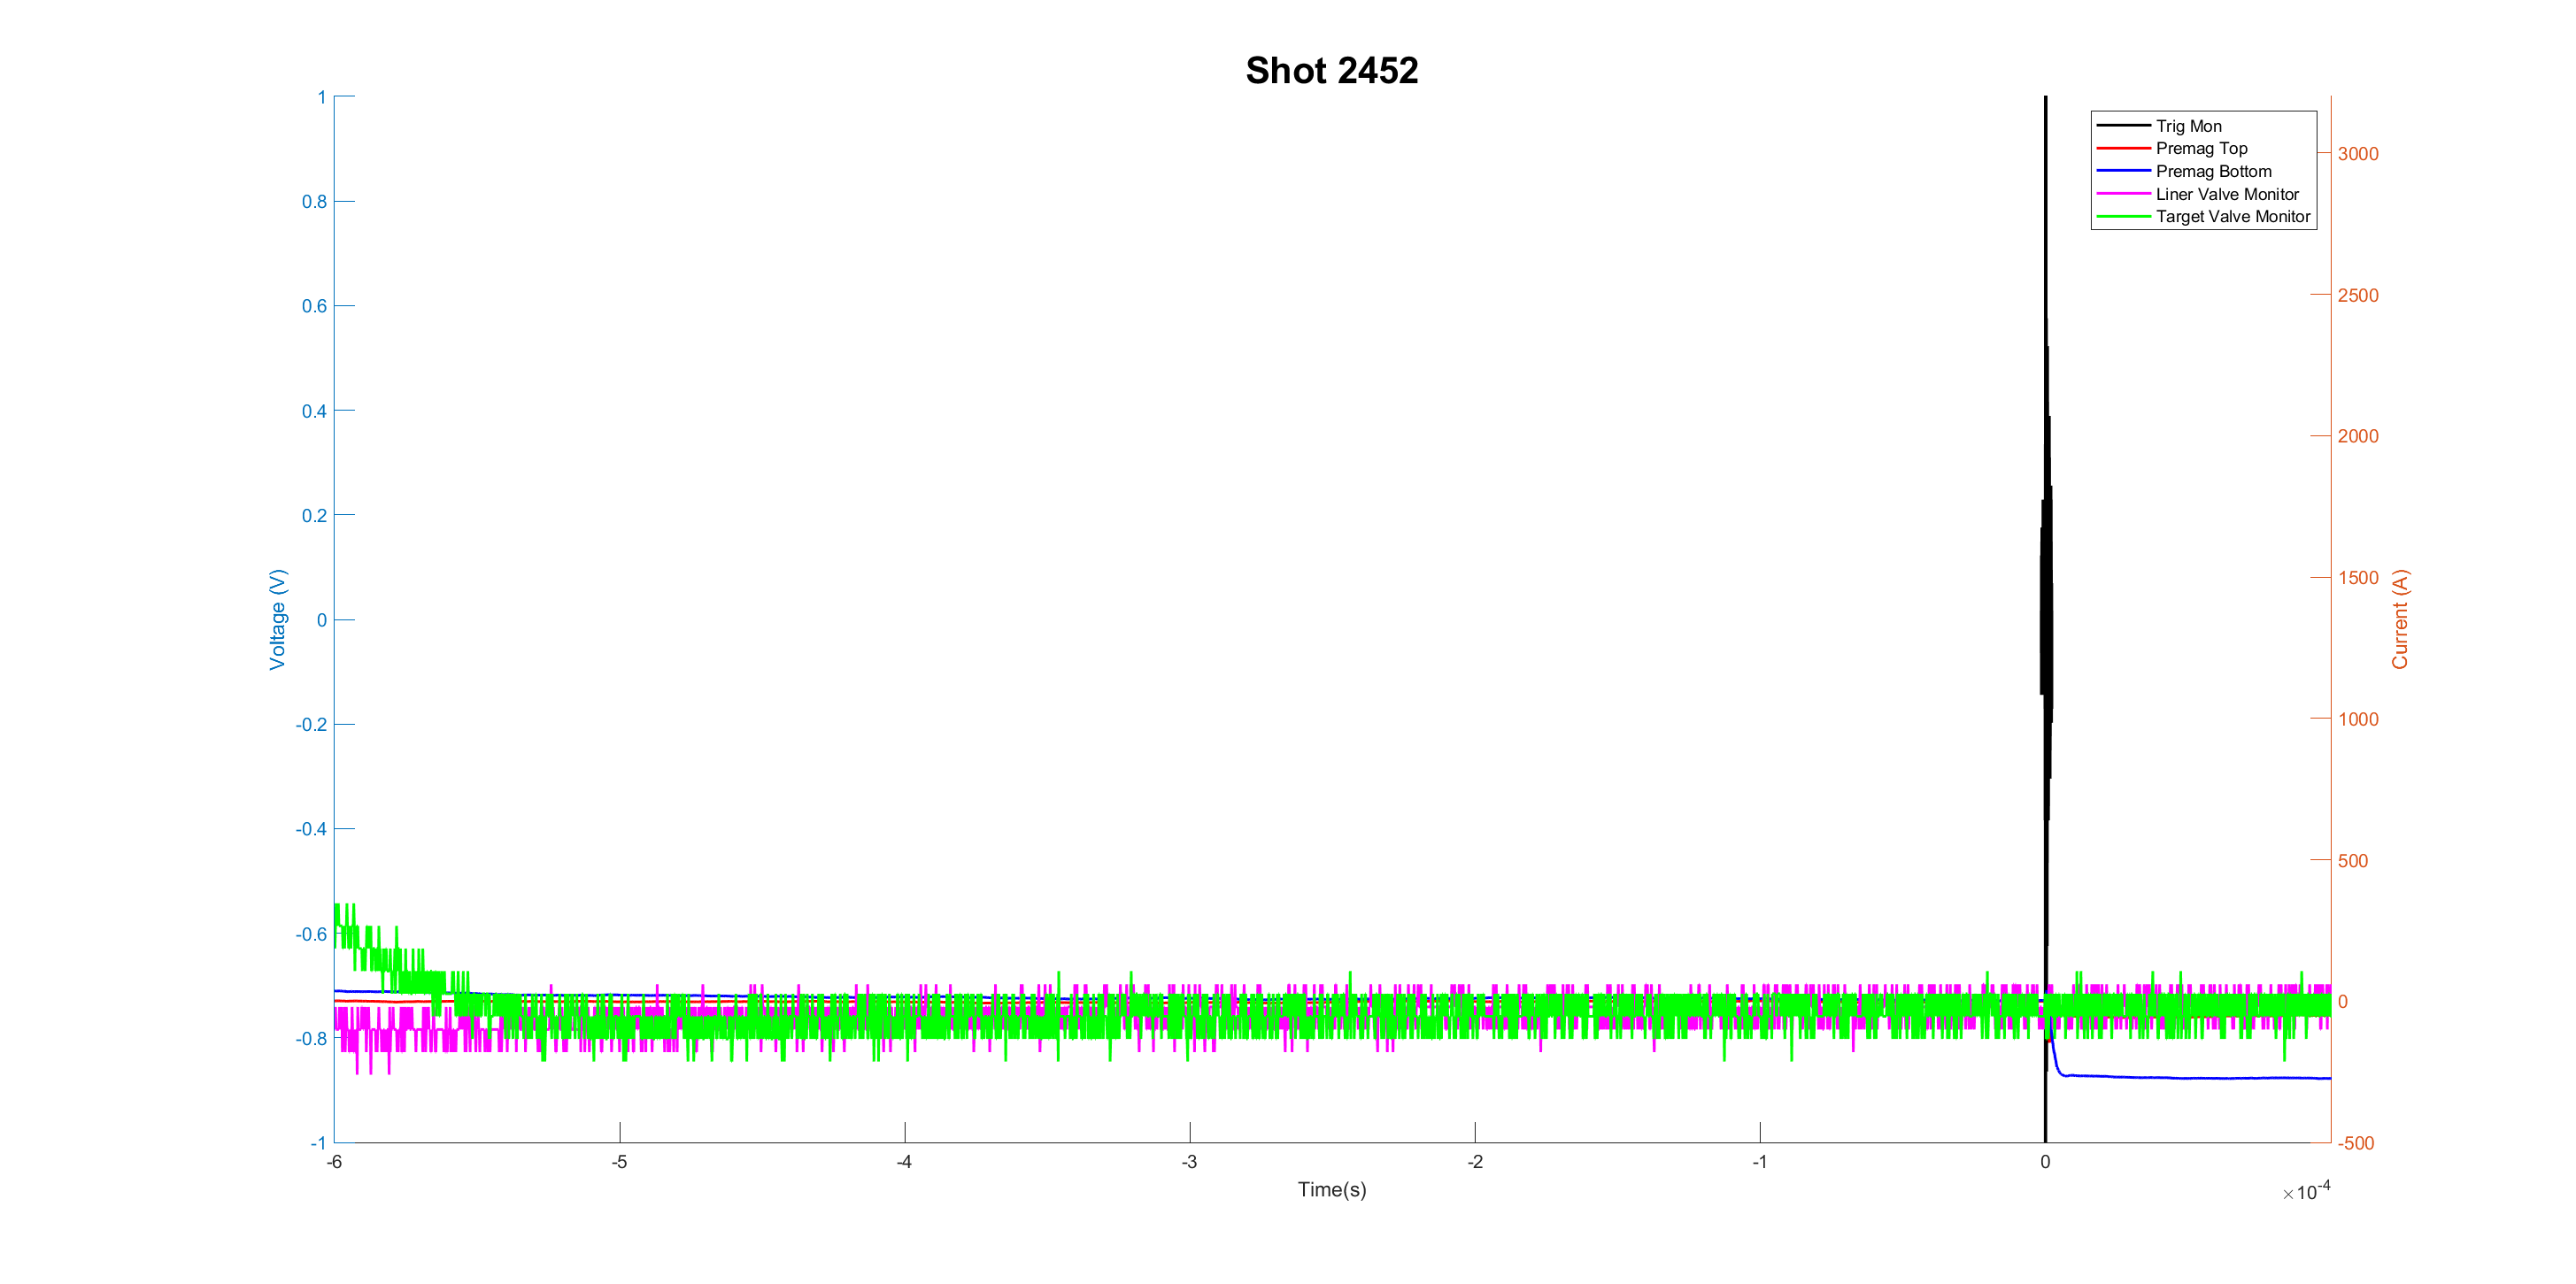 Shot 2452
1
0.8
0.6
0.4
0.2
0
-0.2
-0.4
-0.6
-0.8
-1
Voltage (V)
Trig Mon
Premag Top
Premag Bottom
Liner Valve Monitor
Target Valve Monitor
3000
2500
2000
1500
1000
500
0
-500
Current (A)
-6 -5 -4 -3 -2 -1 0
Time(s)
×10-4